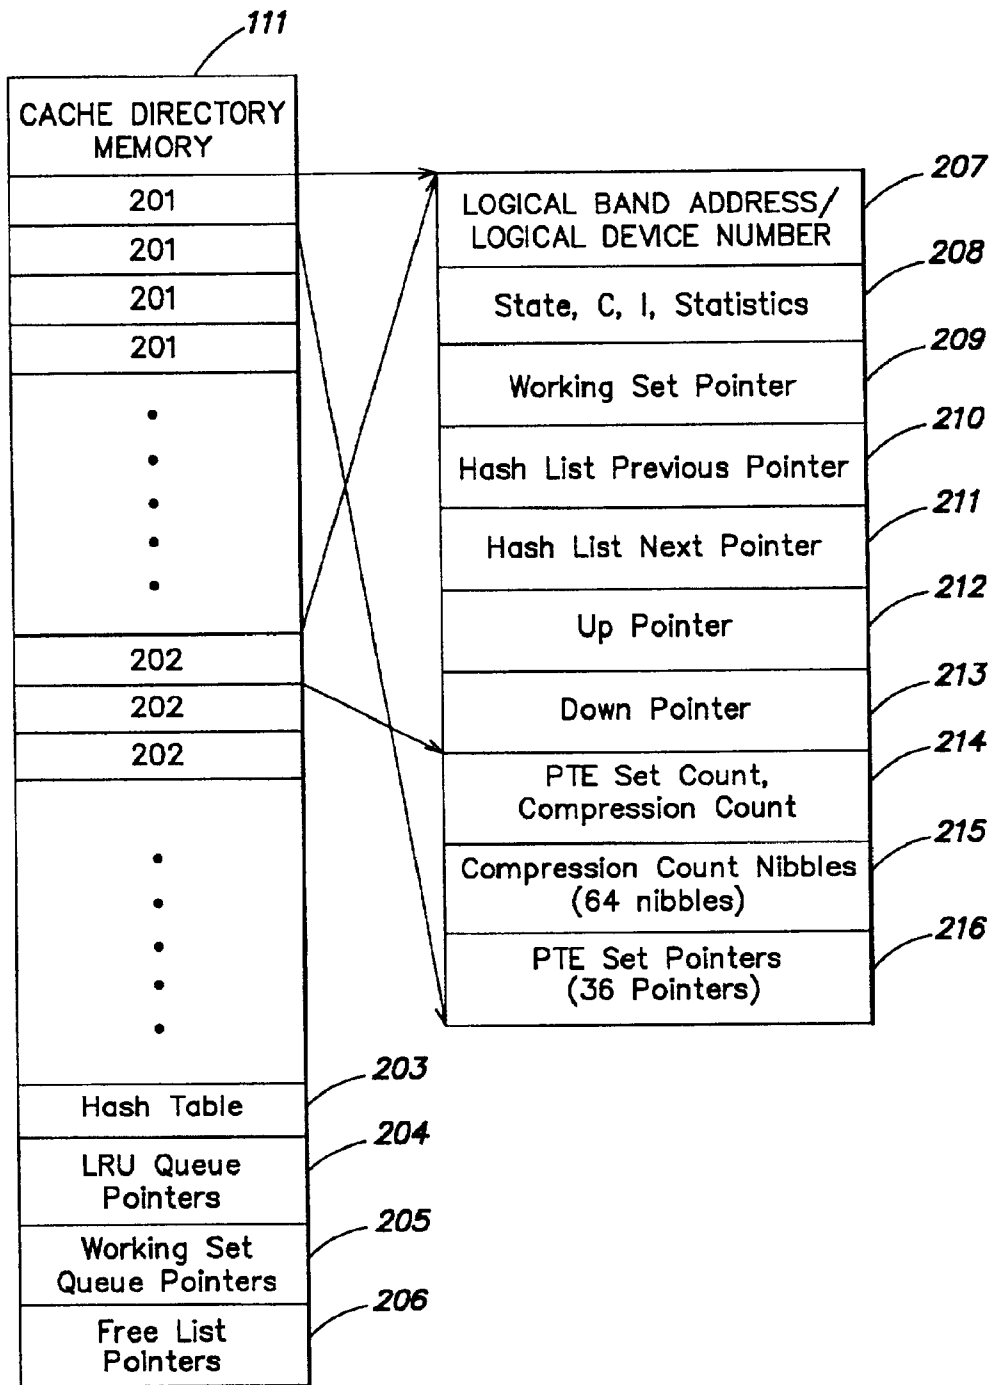 111
CACHE DIRECTORY
MEMORY
201
201
201
201
202
202
202
Hash Table
203
LRU Queue
Pointers
204
Working Set
Queue Pointers
205
Free List
Pointers
206
LOGICAL BAND ADDRESS/
LOGICAL DEVICE NUMBER
207
State, C, I, Statistics
208
Working Set Pointer
209
Hash List Previous Pointer
210
Hash List Next Pointer
211
Up Pointer
212
Down Pointer
213
PTE Set Count,
Compression Count
214
Compression Count Nibbles
(64 nibbles)
215
PTE Set Pointers
(36 Pointers)
216